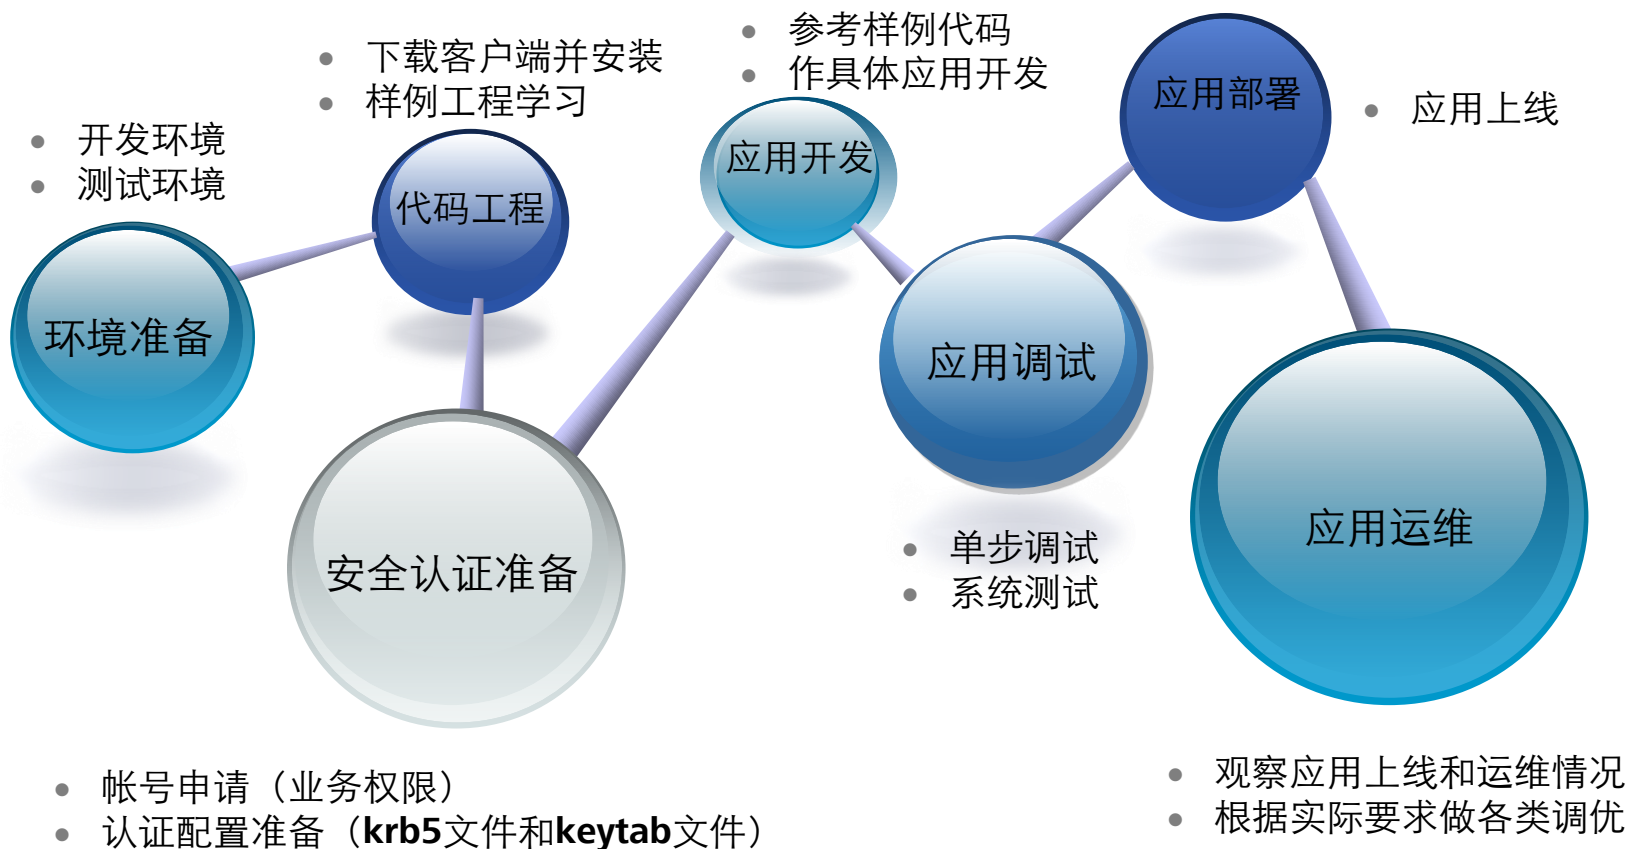 开发环境
测试环境
环境准备
下载客户端并安装
样例工程学习
代码工程
安全认证准备
帐号申请（业务权限）
认证配置准备（krb5文件和keytab文件）
参考样例代码
作具体应用开发
应用开发
应用调试
单步调试
系统测试
应用部署
应用上线
应用运维
观察应用上线和运维情况
根据实际要求做各类调优